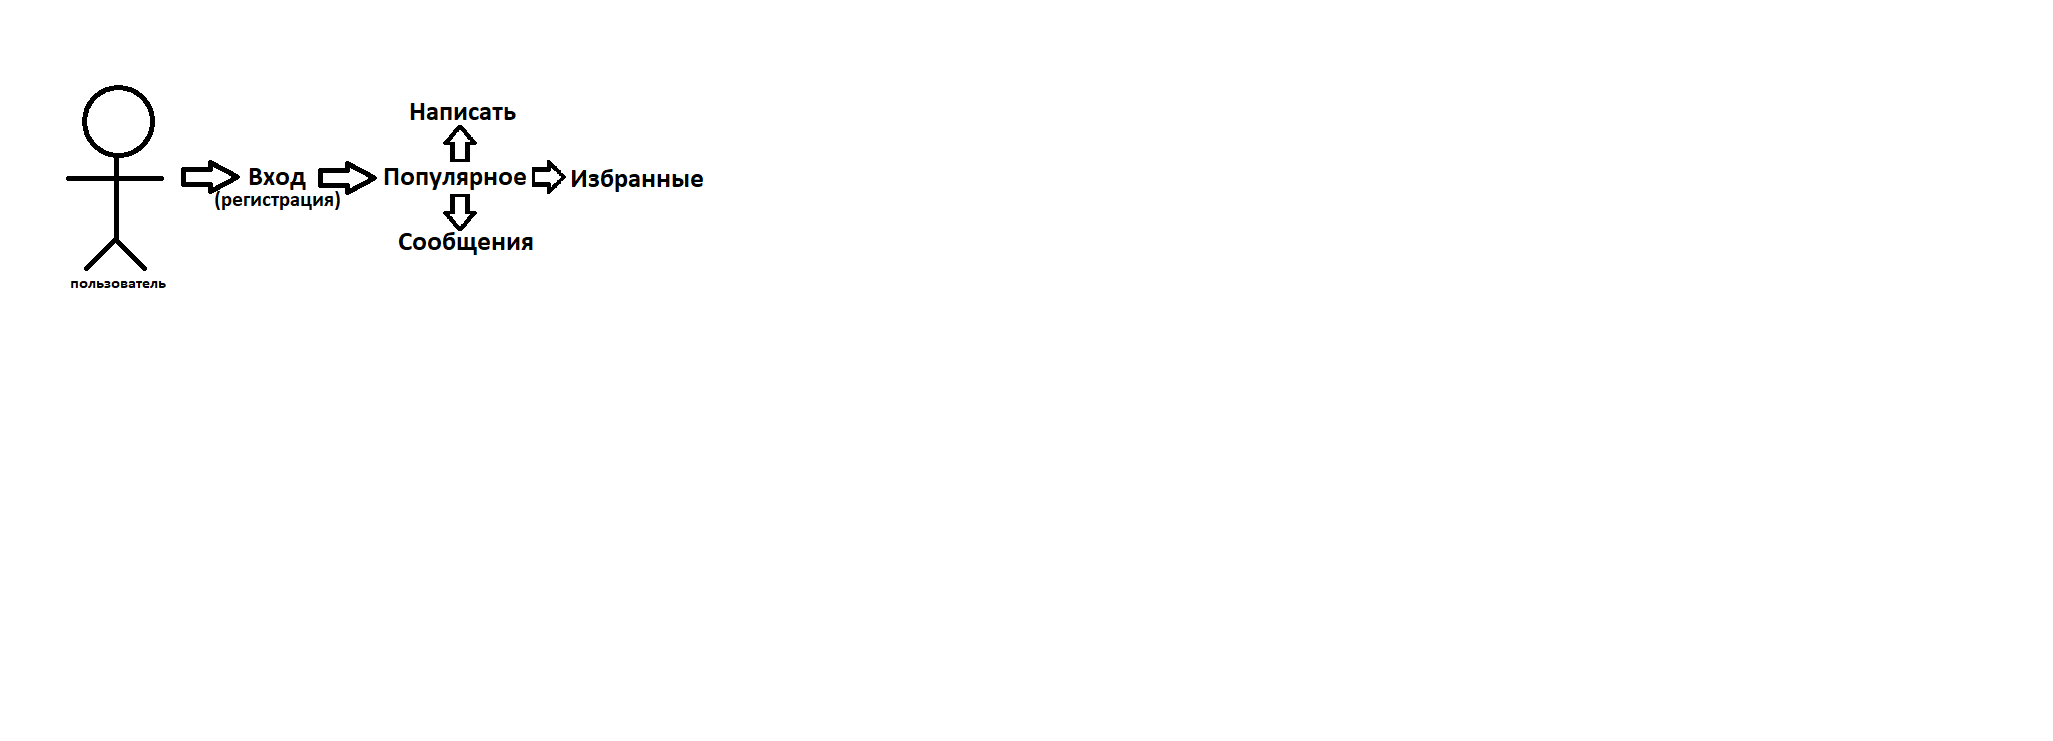 Написать
Вход
(регистрация)
Популярное
Избранные
Сообщения
пользователь